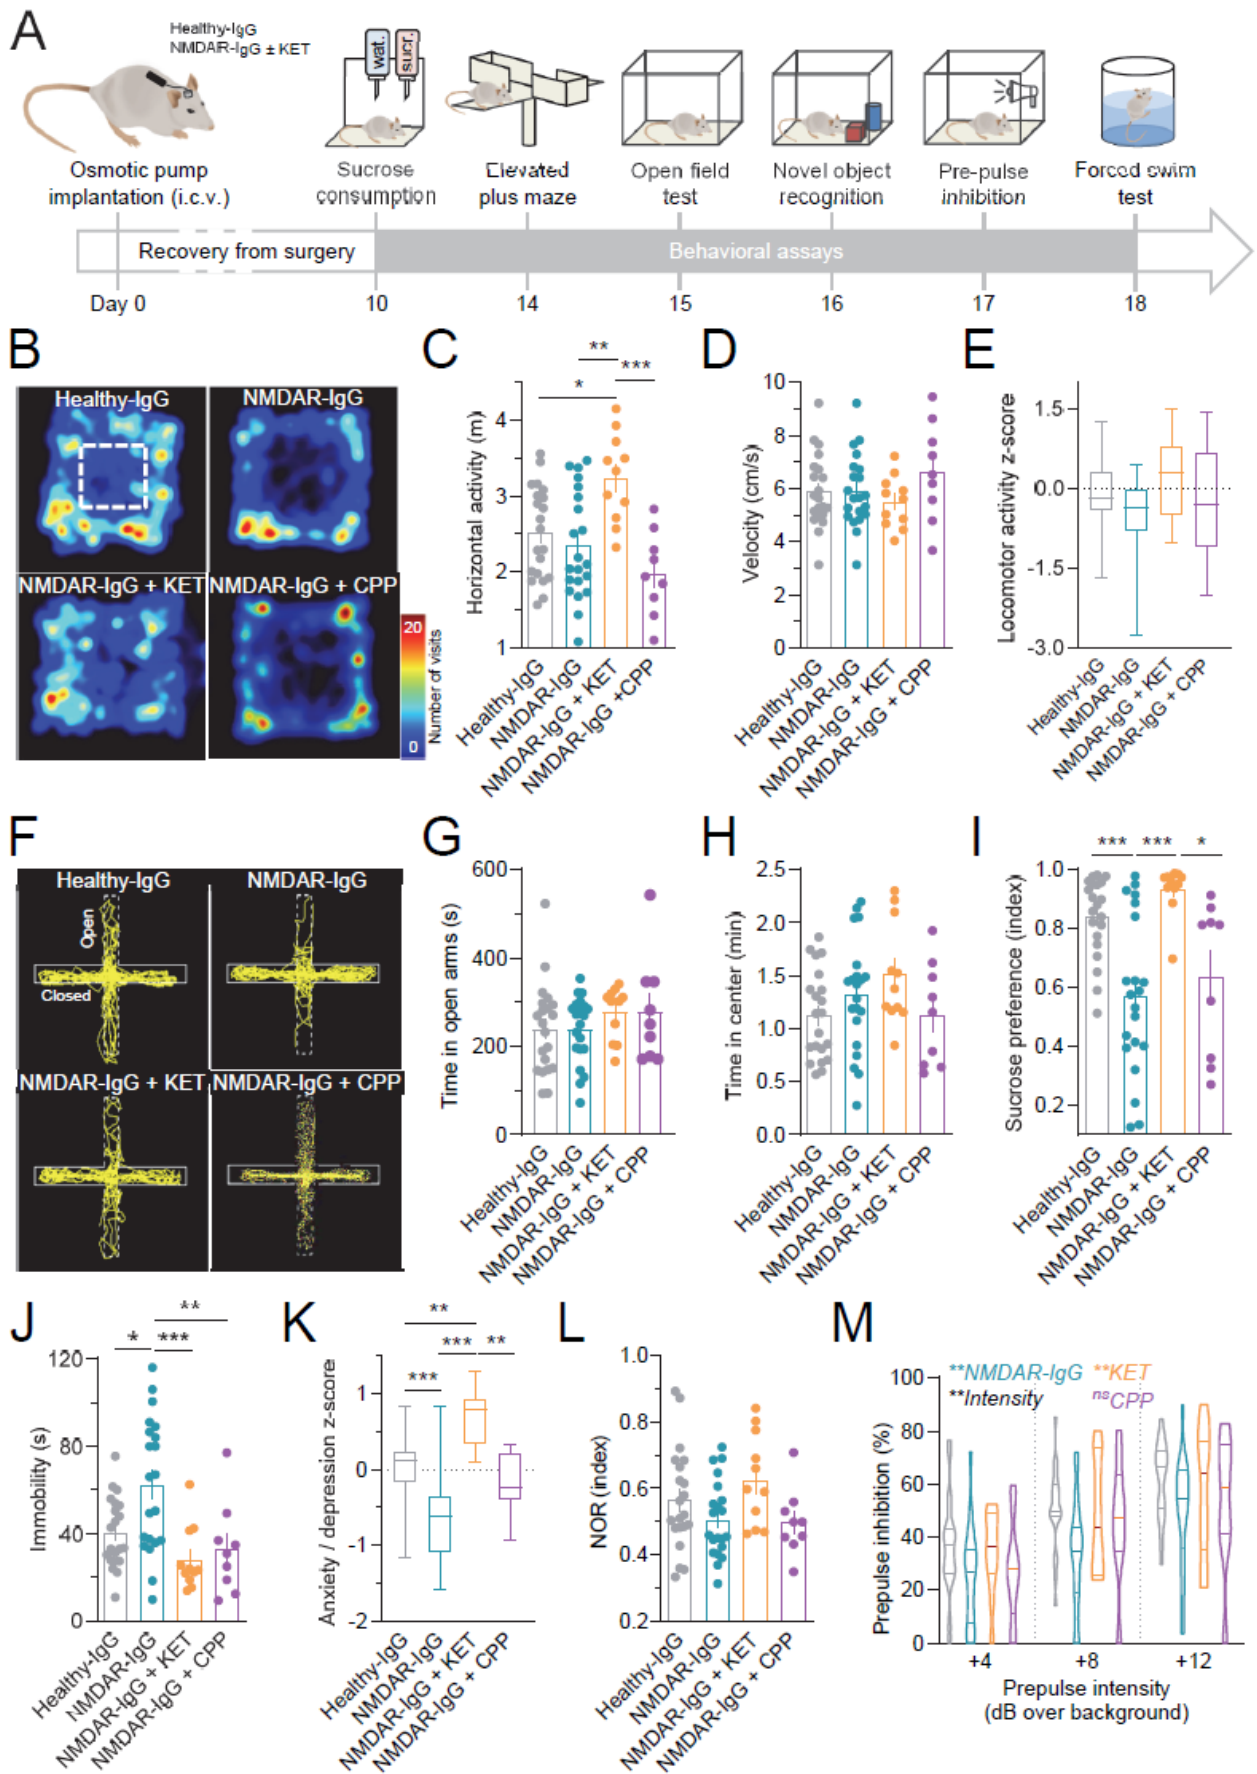 A
Healthy-IgG
NMDAR-IgG ± KET
wat.
sucr.
Osmotic pump
implantation (i.c.v.)
Sucrose
consumption
Elevated
plus maze
Open field
test
Novel object
recognition
Pre-pulse
inhibition
Forced swim
test
Recovery from surgery
Behavioral assays
Day 0
10
14
15
16
17
18
B
Healthy-IgG
NMDAR-IgG
NMDAR-IgG + KET
NMDAR-IgG + CPP
20
0
Number of visits
C
**
***
*
Horizontal activity (m)
4
3
2
1
Healthy-IgG
NMDAR-IgG
NMDAR-IgG + KET
NMDAR-IgG +CPP
D
Velocity (cm/s)
10
8
6
4
2
0
Healthy-IgG
NMDAR-IgG
NMDAR-IgG + KET
NMDAR-IgG + CPP
E
Locomotor activity z-score
1.5
0.0
-1.5
-3.0
Healthy-IgG
NMDAR-IgG
NMDAR-IgG + KET
NMDAR-IgG + CPP
F
Healthy-IgG
NMDAR-IgG
Open
Closed
NMDAR-IgG + KET
NMDAR-IgG + CPP
G
Time in open arms (s)
600
400
200
0
Healthy-IgG
NMDAR-IgG
NMDAR-IgG + KET
NMDAR-IgG + CPP
H
Time in center (min)
2.5
2.0
1.5
1.0
0.5
0.0
Healthy-IgG
NMDAR-IgG
NMDAR-IgG + KET
NMDAR-IgG + CPP
I
*** *** *
Sucrose preference (index)
1.0
0.8
0.6
0.4
0.2
Healthy-IgG
NMDAR-IgG
NMDAR-IgG + KET
NMDAR-IgG + CPP
J
**
* ***
Immobility (s)
120
80
40
0
Healthy-IgG
NMDAR-IgG
NMDAR-IgG + KET
NMDAR-IgG + CPP
K
**
*** **
***
Anxiety / depression z-score
1
0
-1
-2
Healthy-IgG
NMDAR-IgG
NMDAR-IgG + KET
NMDAR-IgG + CPP
L
NOR (index)
1.0
0.8
0.6
0.4
0.2
Healthy-IgG
NMDAR-IgG
NMDAR-IgG + KET
NMDAR-IgG + CPP
M
**NMDAR-IgG **KET
**Intensity nsCPP
Prepulse inhibition (%)
100
80
60
40
20
0
+4
+8
+12
Prepulse intensity
(dB over background)